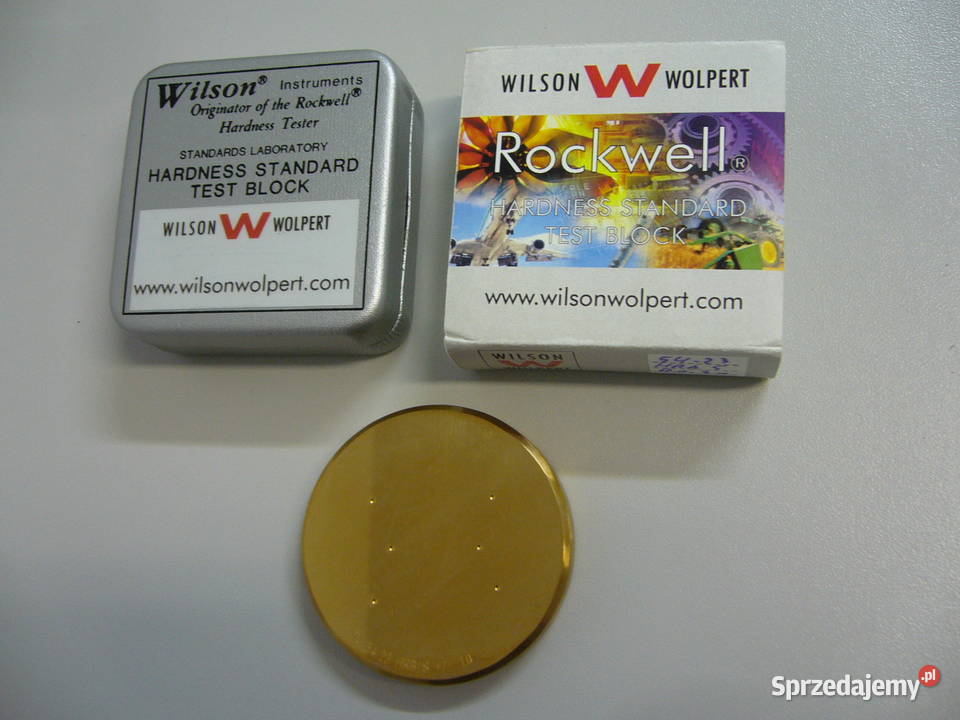 Wilson® Instruments
Originator of the Rockwell®
Hardness Tester
STANDARDS LABORATORY
HARDNESS STANDARD
TEST BLOCK
WILSON W WOLPERT
www.wilsonwolpert.com
WILSON W WOLPERT
Rockwell®
HARDNESS STANDARD
TEST BLOCK
www.wilsonwolpert.com
WILSON
Sprzedajemy.pl